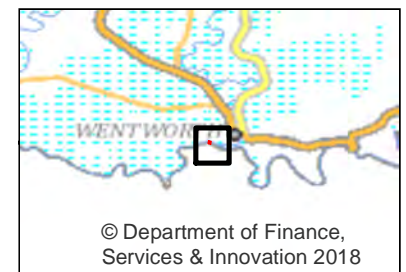 WENTWORTH
© Department of Finance,
Services & Innovation 2018